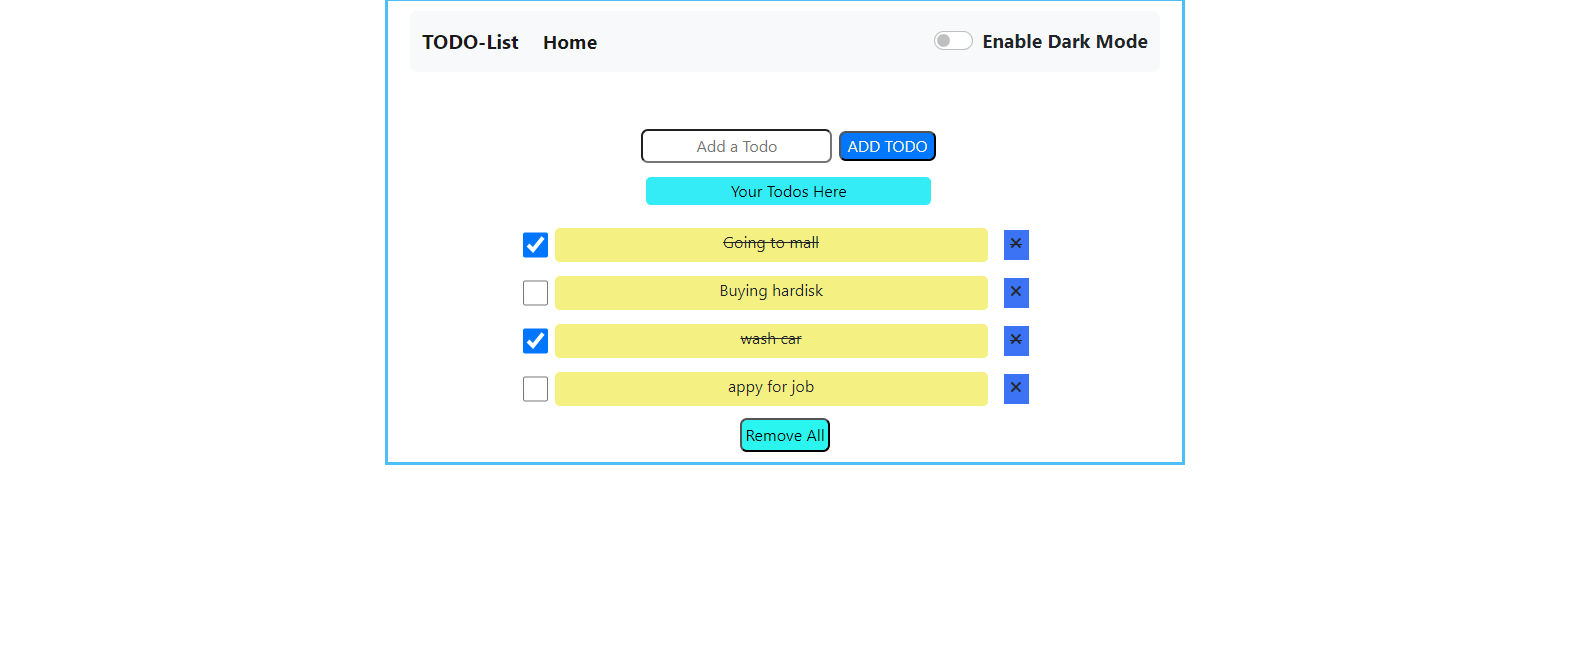 TODO-List Home Enable Dark Mode
Add a Todo ADD TODO
Your Todos Here
Going to mall ✕
Buying hardisk ✕
wash car ✕
appy for job ✕
Remove All